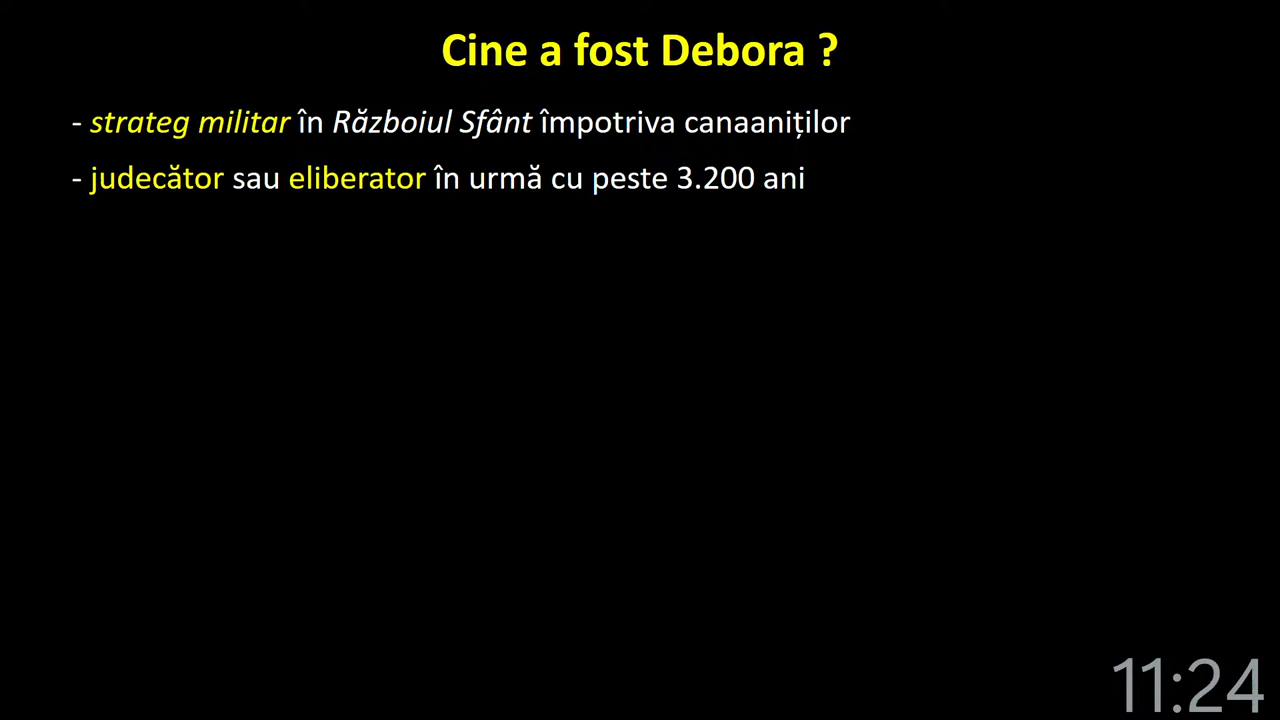 Cine a fost Debora ?
- strateg militar în Războiul Sfânt împotriva canaaniților
- judecător sau eliberator în urmă cu peste 3.200 ani
11:24